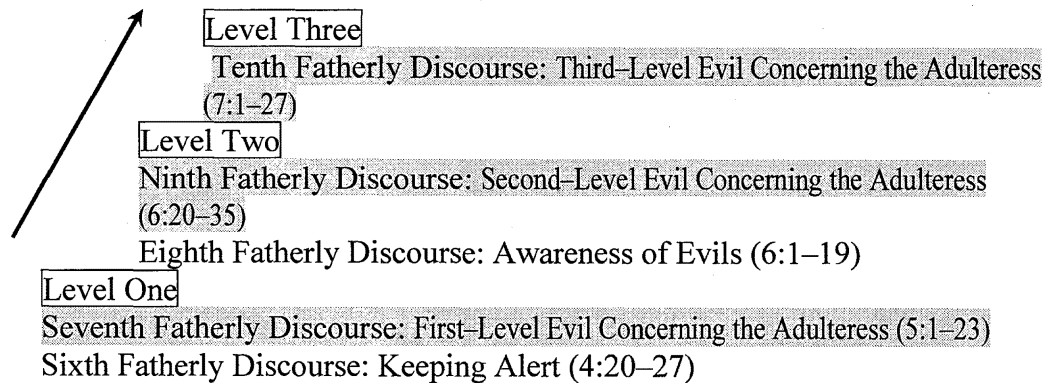 Level Three
Tenth Fatherly Discourse: Third–Level Evil Concerning the Adulteress
(7:1–27)
Level Two
Ninth Fatherly Discourse: Second–Level Evil Concerning the Adulteress
(6:20–35)
Eighth Fatherly Discourse: Awareness of Evils (6:1–19)
Level One
Seventh Fatherly Discourse: First–Level Evil Concerning the Adulteress (5:1–23)
Sixth Fatherly Discourse: Keeping Alert (4:20–27)